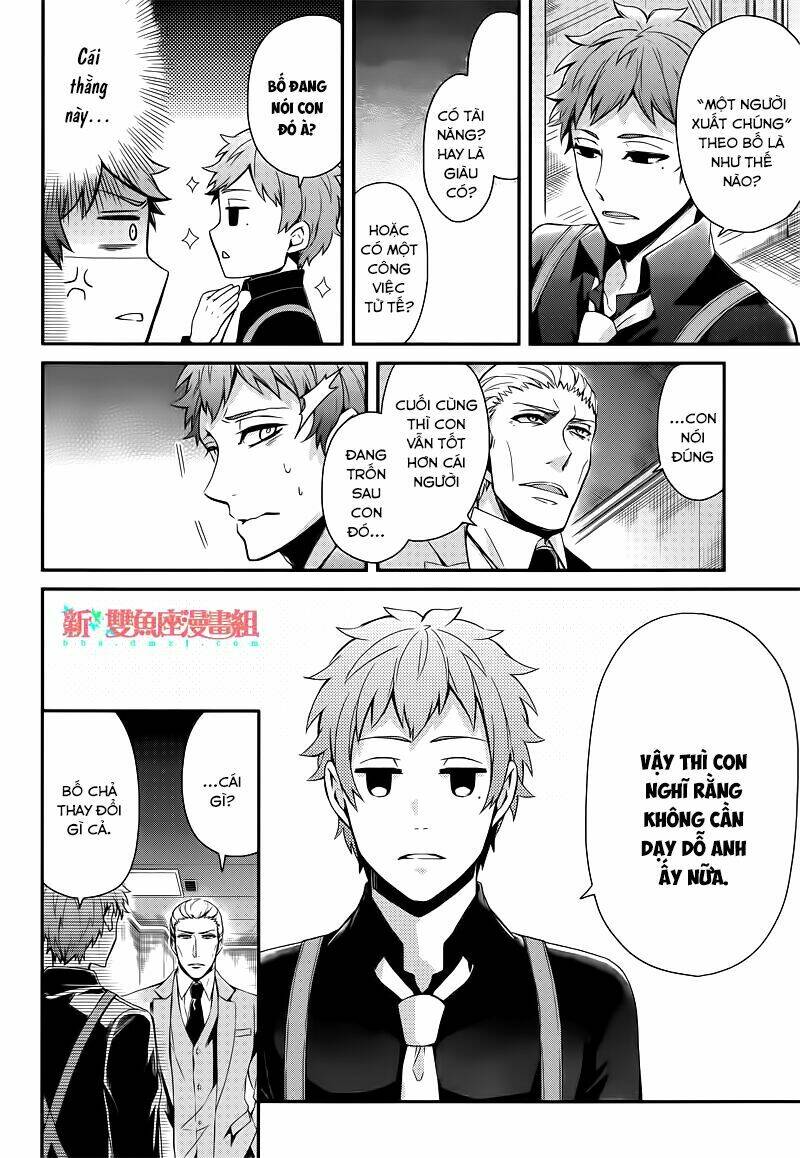 "MỘT NGƯỜI
XUẤT CHÚNG"
THEO BỐ LÀ
NHƯ THẾ
NÀO?
CÓ TÀI
NĂNG?
HAY LÀ
GIÀU
CÓ?
HOẶC
CÓ MỘT
CÔNG
VIỆC
TỬ TẾ?
BỐ ĐANG
NÓI CON
ĐÓ À?
Cái
thằng
này...
...CON
NÓI
ĐÚNG
CUỐI CÙNG
THÌ CON
VẪN TỐT
HƠN CÁI
NGƯỜI
ĐANG
TRỐN SAU
CON
ĐÓ...
VẬY THÌ CON
NGHĨ RẰNG
KHÔNG CẦN
DẠY DỖ ANH
ẤY NỮA.
新·雙魚座漫畫組
bbs.dmzj.com
...CÁI
GÌ?
BỐ CHẢ
THAY ĐỔI
GÌ CẢ.